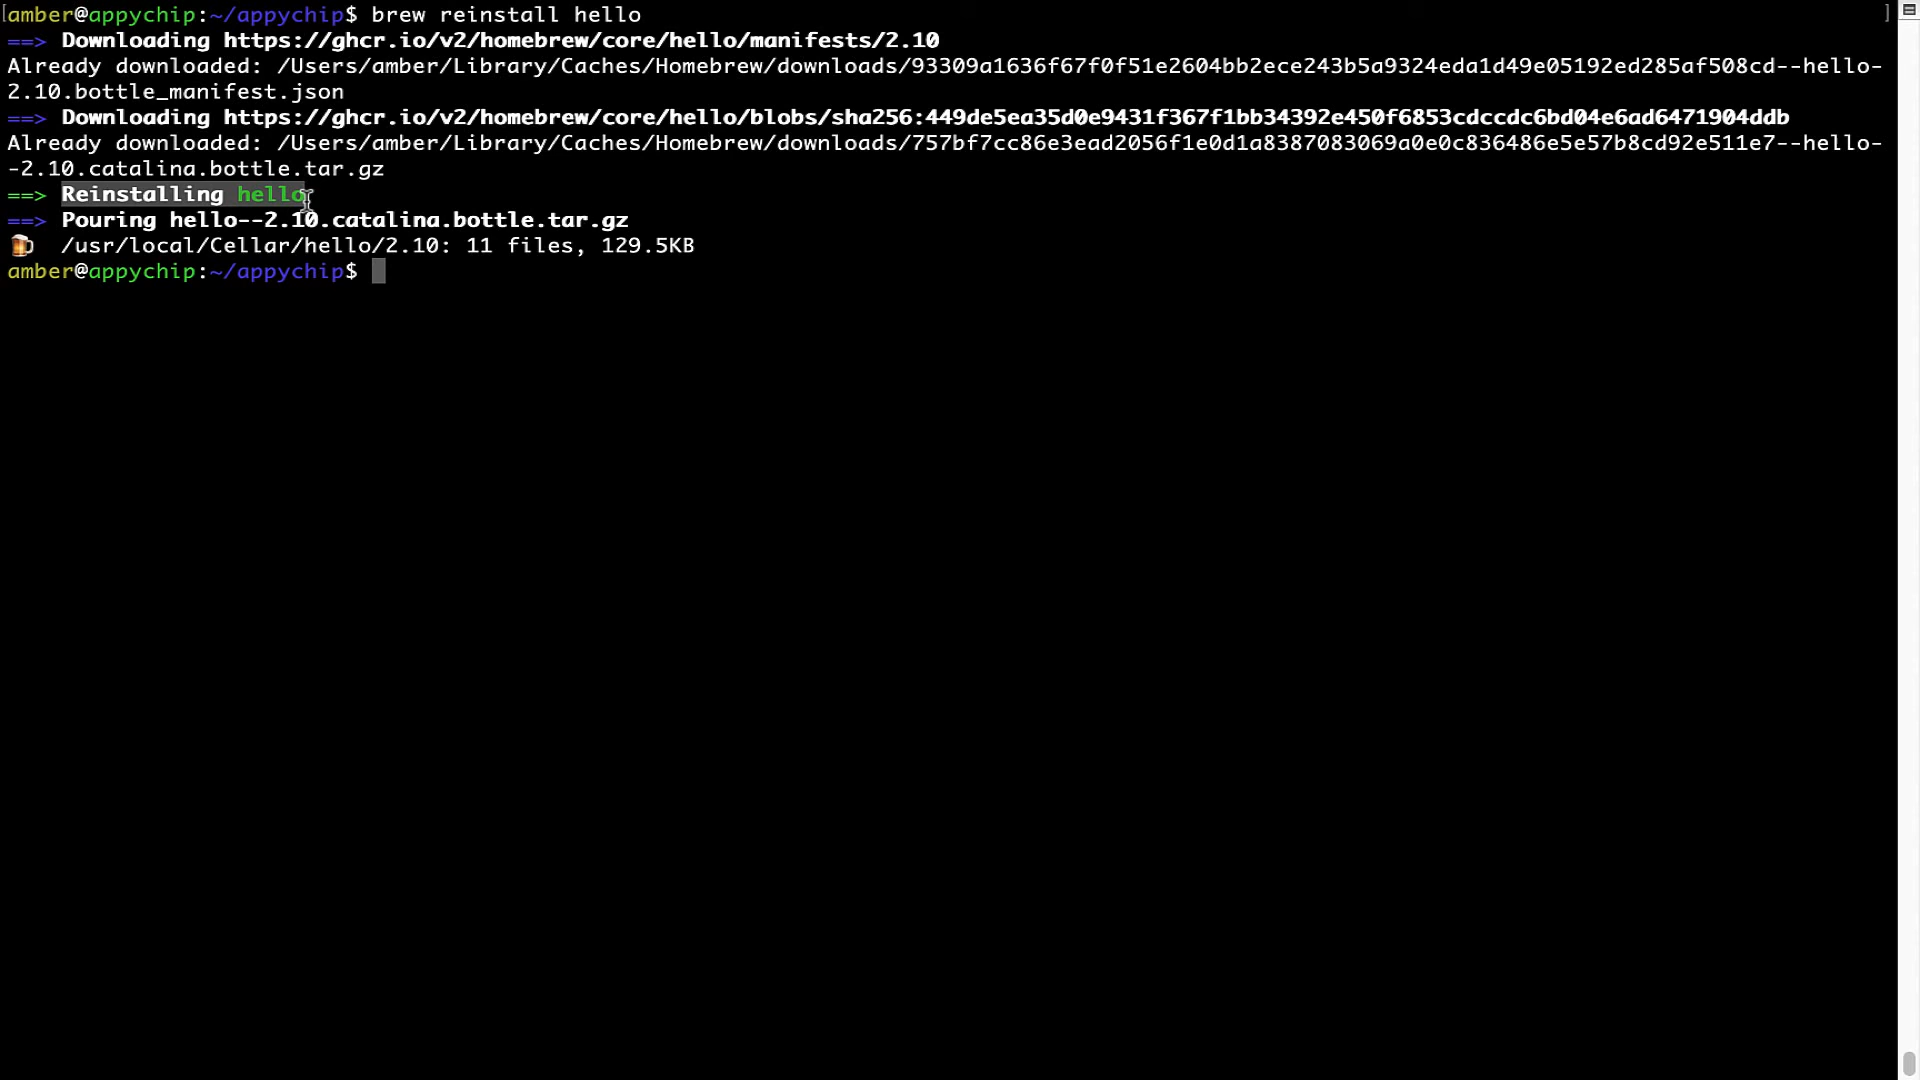 [amber@appychip:~/appychip$ brew reinstall hello ]
==> Downloading https://ghcr.io/v2/homebrew/core/hello/manifests/2.10
Already downloaded: /Users/amber/Library/Caches/Homebrew/downloads/93309a1636f67f0f51e2604bb2ece243b5a9324eda1d49e05192ed285af508cd--hello-
2.10.bottle_manifest.json
==> Downloading https://ghcr.io/v2/homebrew/core/hello/blobs/sha256:449de5ea35d0e9431f367f1bb34392e450f6853cdccdc6bd04e6ad6471904ddb
Already downloaded: /Users/amber/Library/Caches/Homebrew/downloads/757bf7cc86e3ead2056f1e0d1a8387083069a0e0c836486e5e57b8cd92e511e7--hello-
-2.10.catalina.bottle.tar.gz
==> Reinstalling hello
==> Pouring hello--2.10.catalina.bottle.tar.gz
🍺 /usr/local/Cellar/hello/2.10: 11 files, 129.5KB
amber@appychip:~/appychip$